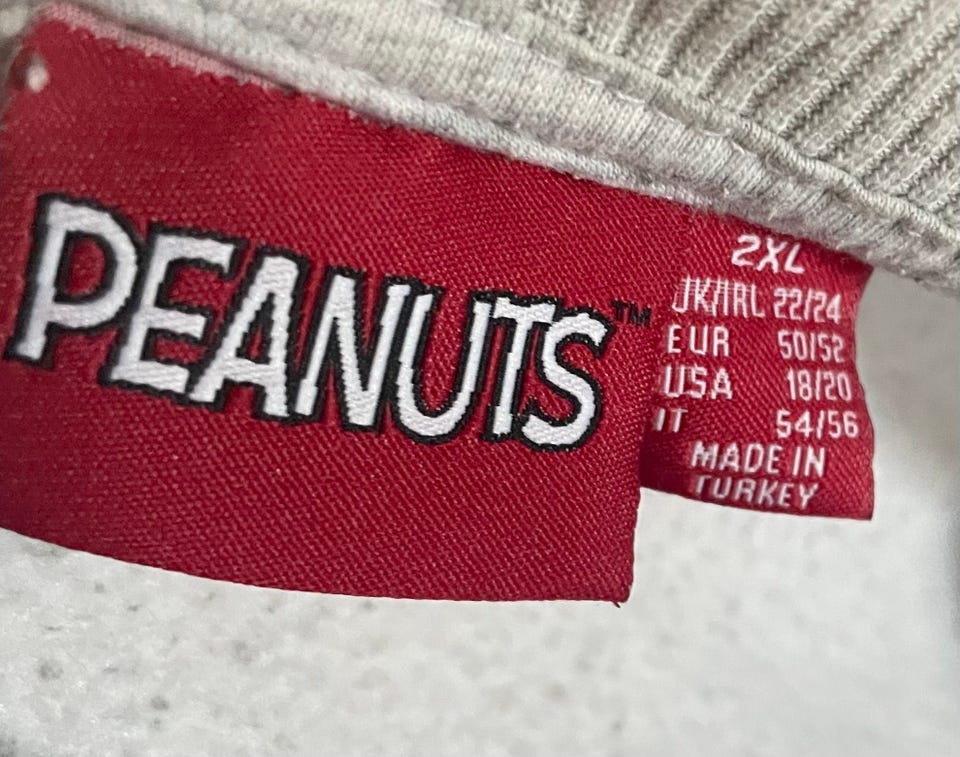 PEANUTS™
2XL
UK/IRL 22/24
EUR 50/52
USA 18/20
IT 54/56
MADE IN
TURKEY